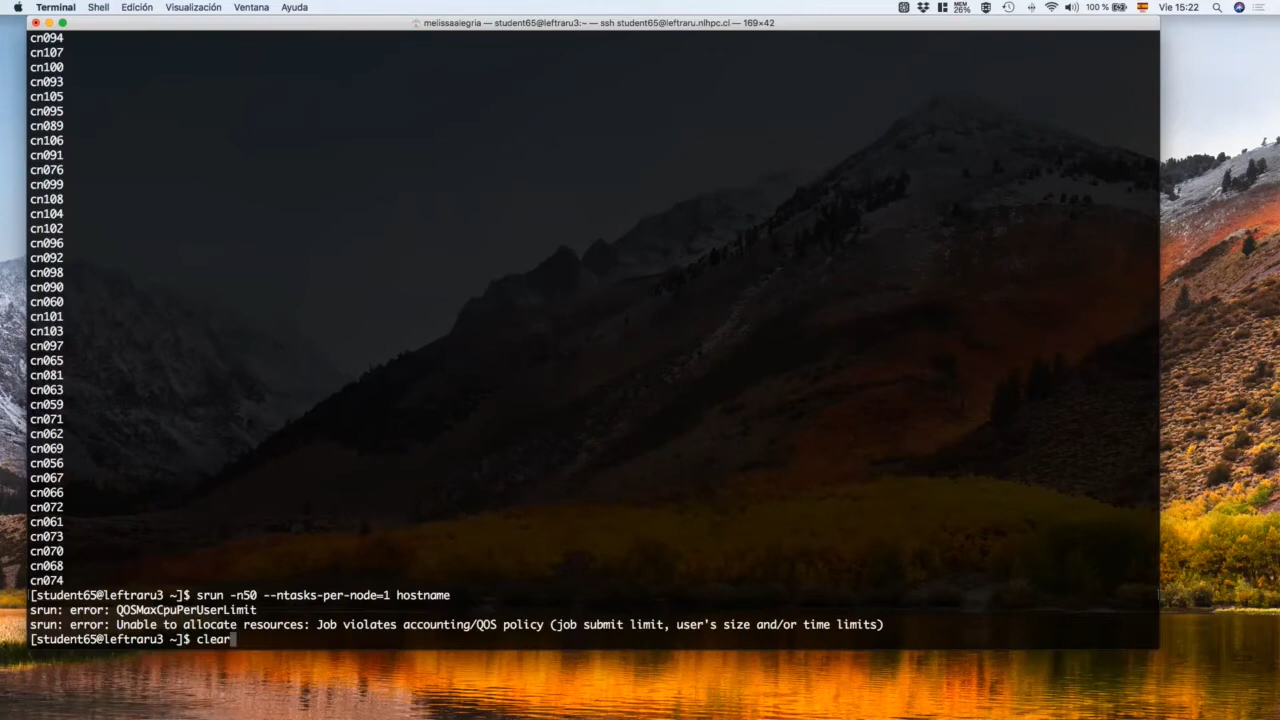 Terminal Shell Edición Visualización Ventana Ayuda MEM 26% 100 % Vie 15:22
melissaalegria — student65@leftraru3:~ — ssh student65@leftraru.nlhpc.cl — 169×42
cn094
cn107
cn100
cn093
cn105
cn095
cn089
cn106
cn091
cn076
cn099
cn108
cn104
cn102
cn096
cn092
cn098
cn090
cn060
cn101
cn103
cn097
cn065
cn081
cn063
cn059
cn071
cn062
cn069
cn056
cn067
cn066
cn072
cn061
cn073
cn070
cn068
cn074
[student65@leftraru3 ~]$ srun -n50 --ntasks-per-node=1 hostname
srun: error: QOSMaxCpuPerUserLimit
srun: error: Unable to allocate resources: Job violates accounting/QOS policy (job submit limit, user's size and/or time limits)
[student65@leftraru3 ~]$ clear